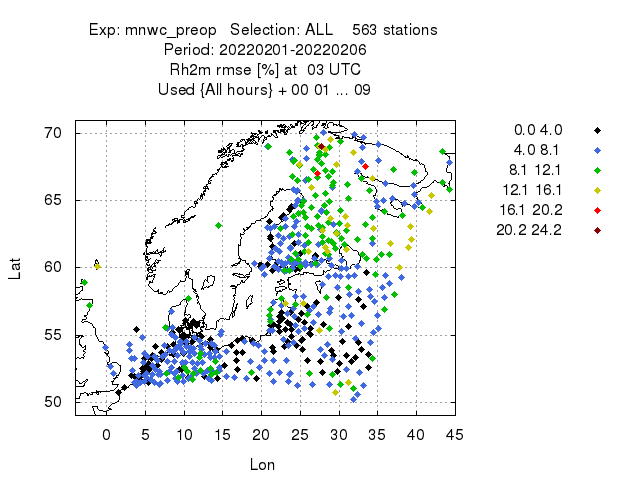 Exp: mnwc_preop   Selection: ALL    563 stations
Period: 20220201-20220206
Rh2m rmse [%] at  03 UTC
Used {All hours} + 00 01 ... 09
0.0 4.0
4.0 8.1
8.1 12.1
12.1 16.1
16.1 20.2
20.2 24.2
70
65
60
55
50
Lat
0 5 10 15 20 25 30 35 40 45
Lon